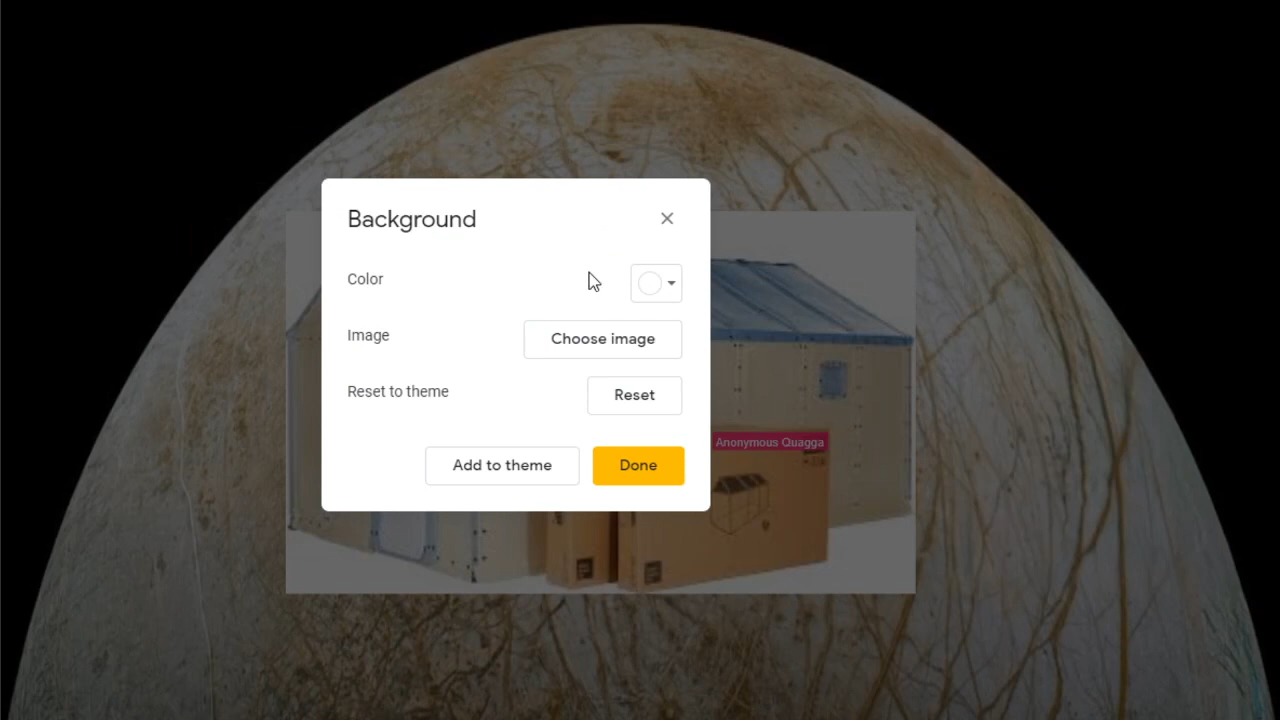 Background
Color
Image
Choose image
Reset to theme
Reset
Anonymous Quagga
Add to theme
Done